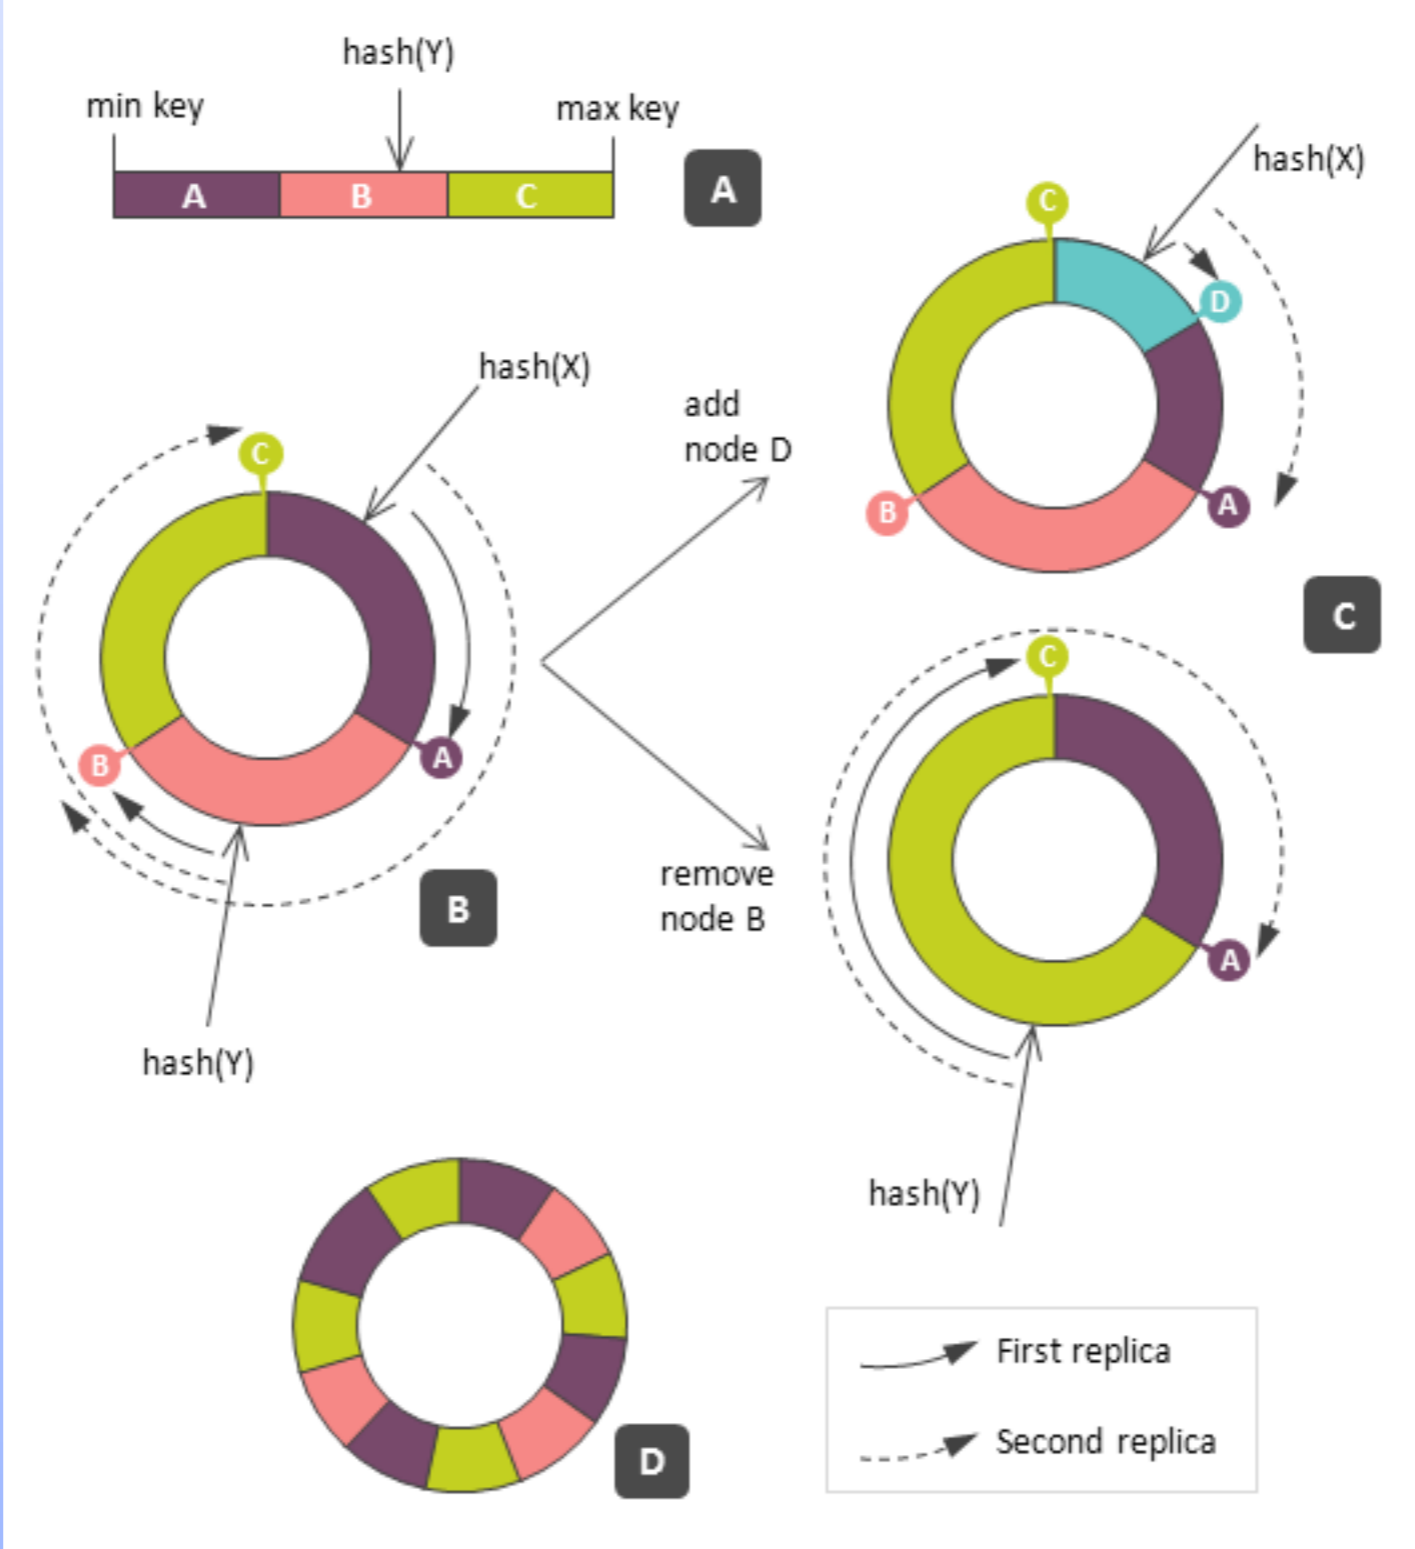 hash(Y)
min key
max key
A
B
C
A
hash(X)
C
D
B
A
hash(X)
C
B
A
hash(Y)
B
add
node D
remove
node B
C
C
A
hash(Y)
D
First replica
Second replica